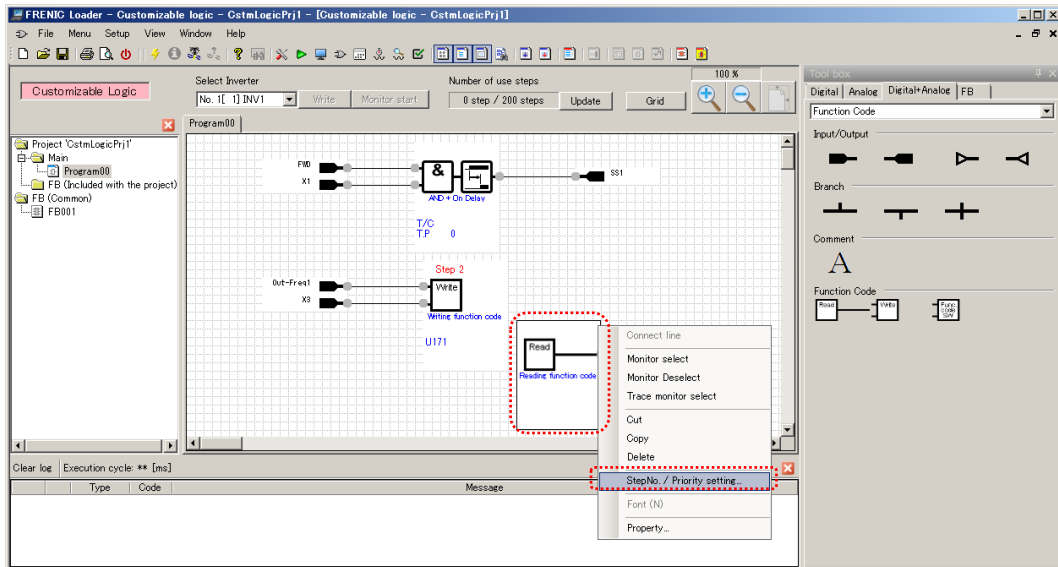 FRENIC Loader - Customizable logic - CstmLogicPrj1 - [Customizable logic - CstmLogicPrj1]
File Menu Setup View Window Help
Customizable Logic
Select Inverter
No. 1[ 1] INV1
Write
Monitor start
Number of use steps
0 step / 200 steps
Update
Grid
100 %
Program00
Project 'CstmLogicPrj1'
Main
Program00
FB (Included with the project)
FB (Common)
FB001
FWD
X1
&
AND + On Delay
SS1
T/C
T.P 0
Step 2
Out-Freq1
X3
Write
Writing function code
U171
Read
Reading function code
Connect line
Monitor select
Monitor Deselect
Trace monitor select
Cut
Copy
Delete
StepNo. / Priority setting...
Font (N)
Property...
Tool box
Digital Analog Digital+Analog FB
Function Code
Input/Output
Branch
Comment
A
Function Code
Read
Write
Func. code SW
Clear log Execution cycle: ** [ms]
Type Code Message